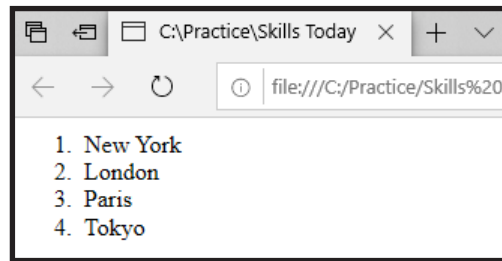 C:\Practice\Skills Today
file:///C:/Practice/Skills%20
1. New York
2. London
3. Paris
4. Tokyo